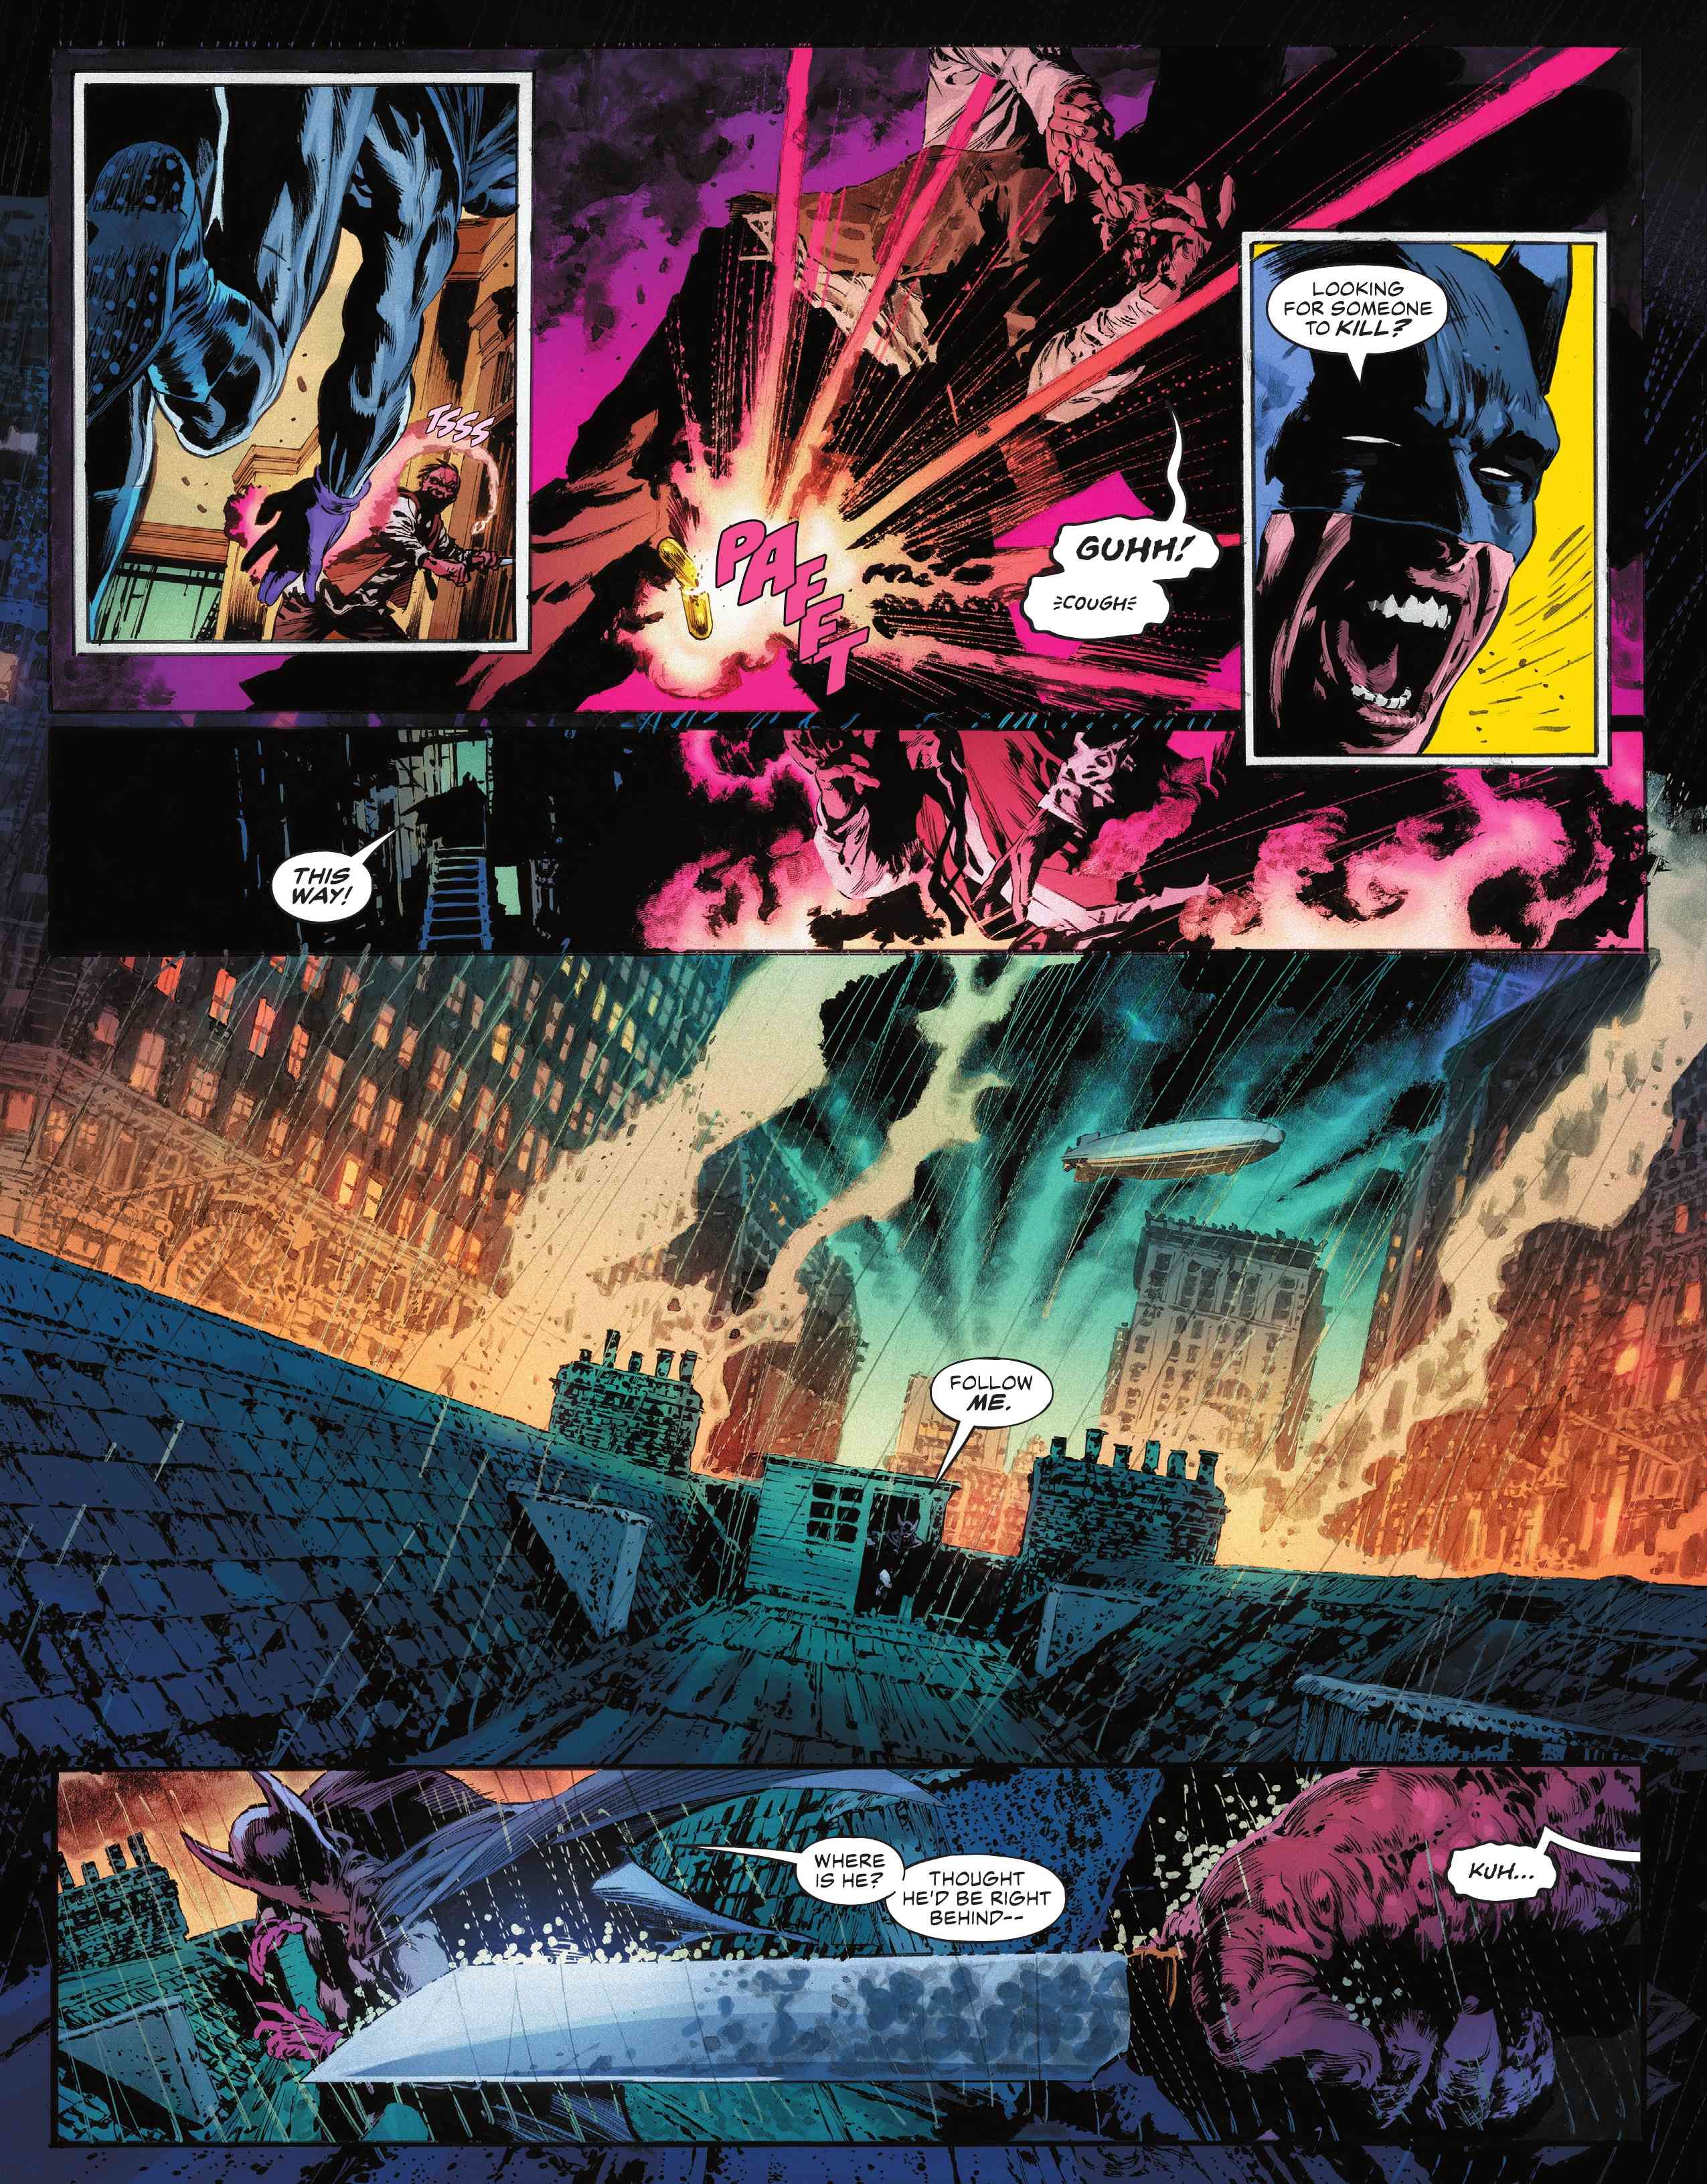 TSSS
PAFFT
GUHH!
COUGH
LOOKING
FOR SOMEONE
TO KILL?
THIS
WAY!
FOLLOW
ME.
WHERE
IS HE?
THOUGHT
HE'D BE RIGHT
BEHIND--
KUH...